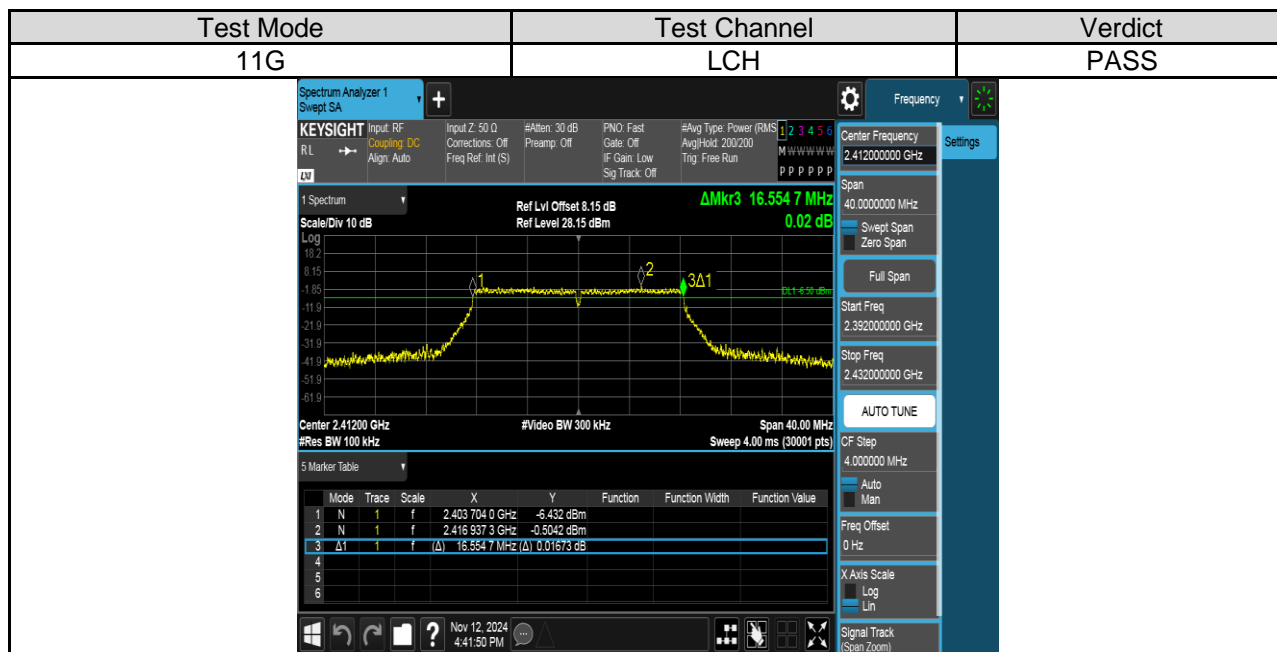 Test Mode Test Channel Verdict
11G LCH PASS
Spectrum Analyzer 1
Swept SA
+
Frequency
KEYSIGHT Input: RF Input Z: 50 Ω #Atten: 30 dB PNO: Fast #Avg Type: Power (RMS 1 2 3 4 5 6
RL Coupling: DC Corrections: Off Preamp: Off Gate: Off Avg|Hold: 200/200 M W W W W W
Align: Auto Freq Ref: Int (S) IF Gain: Low Trig: Free Run
LXI Sig Track: Off P P P P P P
Center Frequency
2.412000000 GHz
Settings
1 Spectrum Ref Lvl Offset 8.15 dB ΔMkr3 16.554 7 MHz
Scale/Div 10 dB Ref Level 28.15 dBm 0.02 dB
Log
18.2
8.15
-1.85
-11.9
-21.9
-31.9
-41.9
-51.9
-61.9
1
2
3Δ1
DL1 -6.50 dBm
Center 2.41200 GHz #Video BW 300 kHz Span 40.00 MHz
#Res BW 100 kHz Sweep 4.00 ms (30001 pts)
Span
40.0000000 MHz
Swept Span
Zero Span
Full Span
Start Freq
2.392000000 GHz
Stop Freq
2.432000000 GHz
AUTO TUNE
CF Step
4.000000 MHz
Auto
Man
Freq Offset
0 Hz
X Axis Scale
Log
Lin
Signal Track
(Span Zoom)
5 Marker Table
Mode Trace Scale X Y Function Function Width Function Value
1 N 1 f 2.403 704 0 GHz -6.432 dBm
2 N 1 f 2.416 937 3 GHz -0.5042 dBm
3 Δ1 1 f (Δ) 16.554 7 MHz (Δ) 0.01673 dB
4
5
6
? Nov 12, 2024
4:41:50 PM